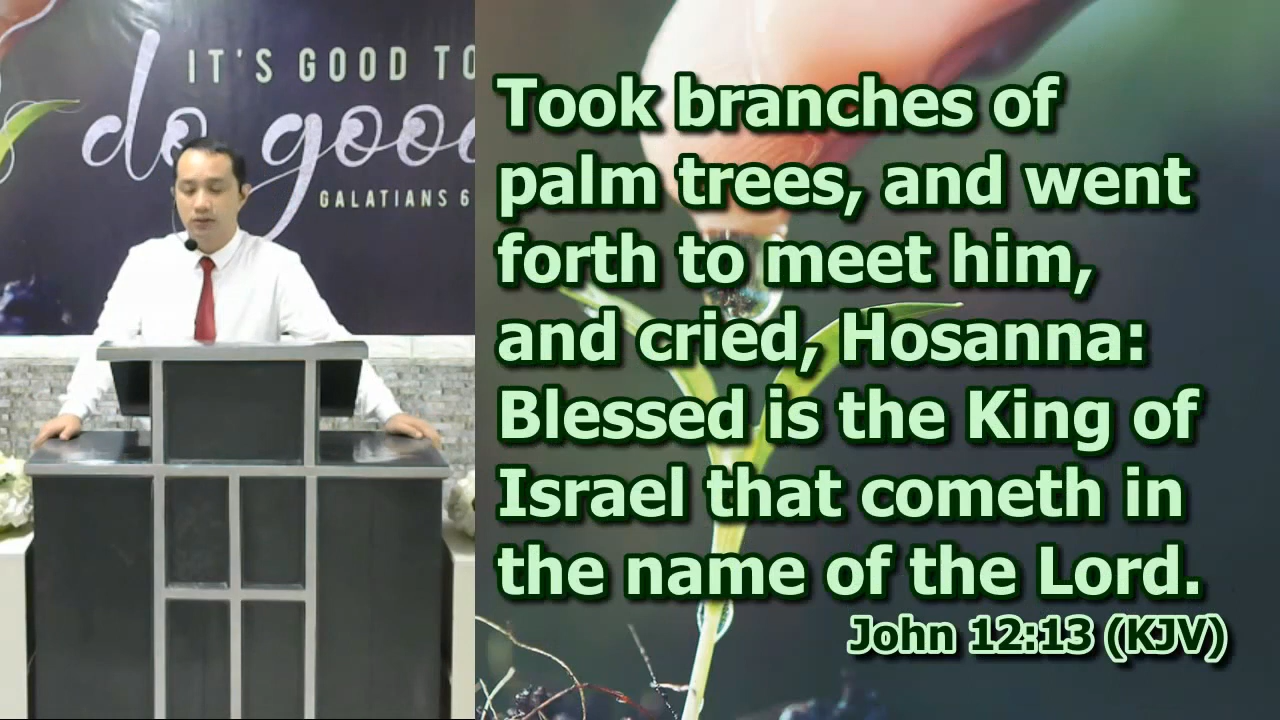 IT'S GOOD TO
do good
GALATIANS 6
Took branches of
palm trees, and went
forth to meet him,
and cried, Hosanna:
Blessed is the King of
Israel that cometh in
the name of the Lord.
John 12:13 (KJV)